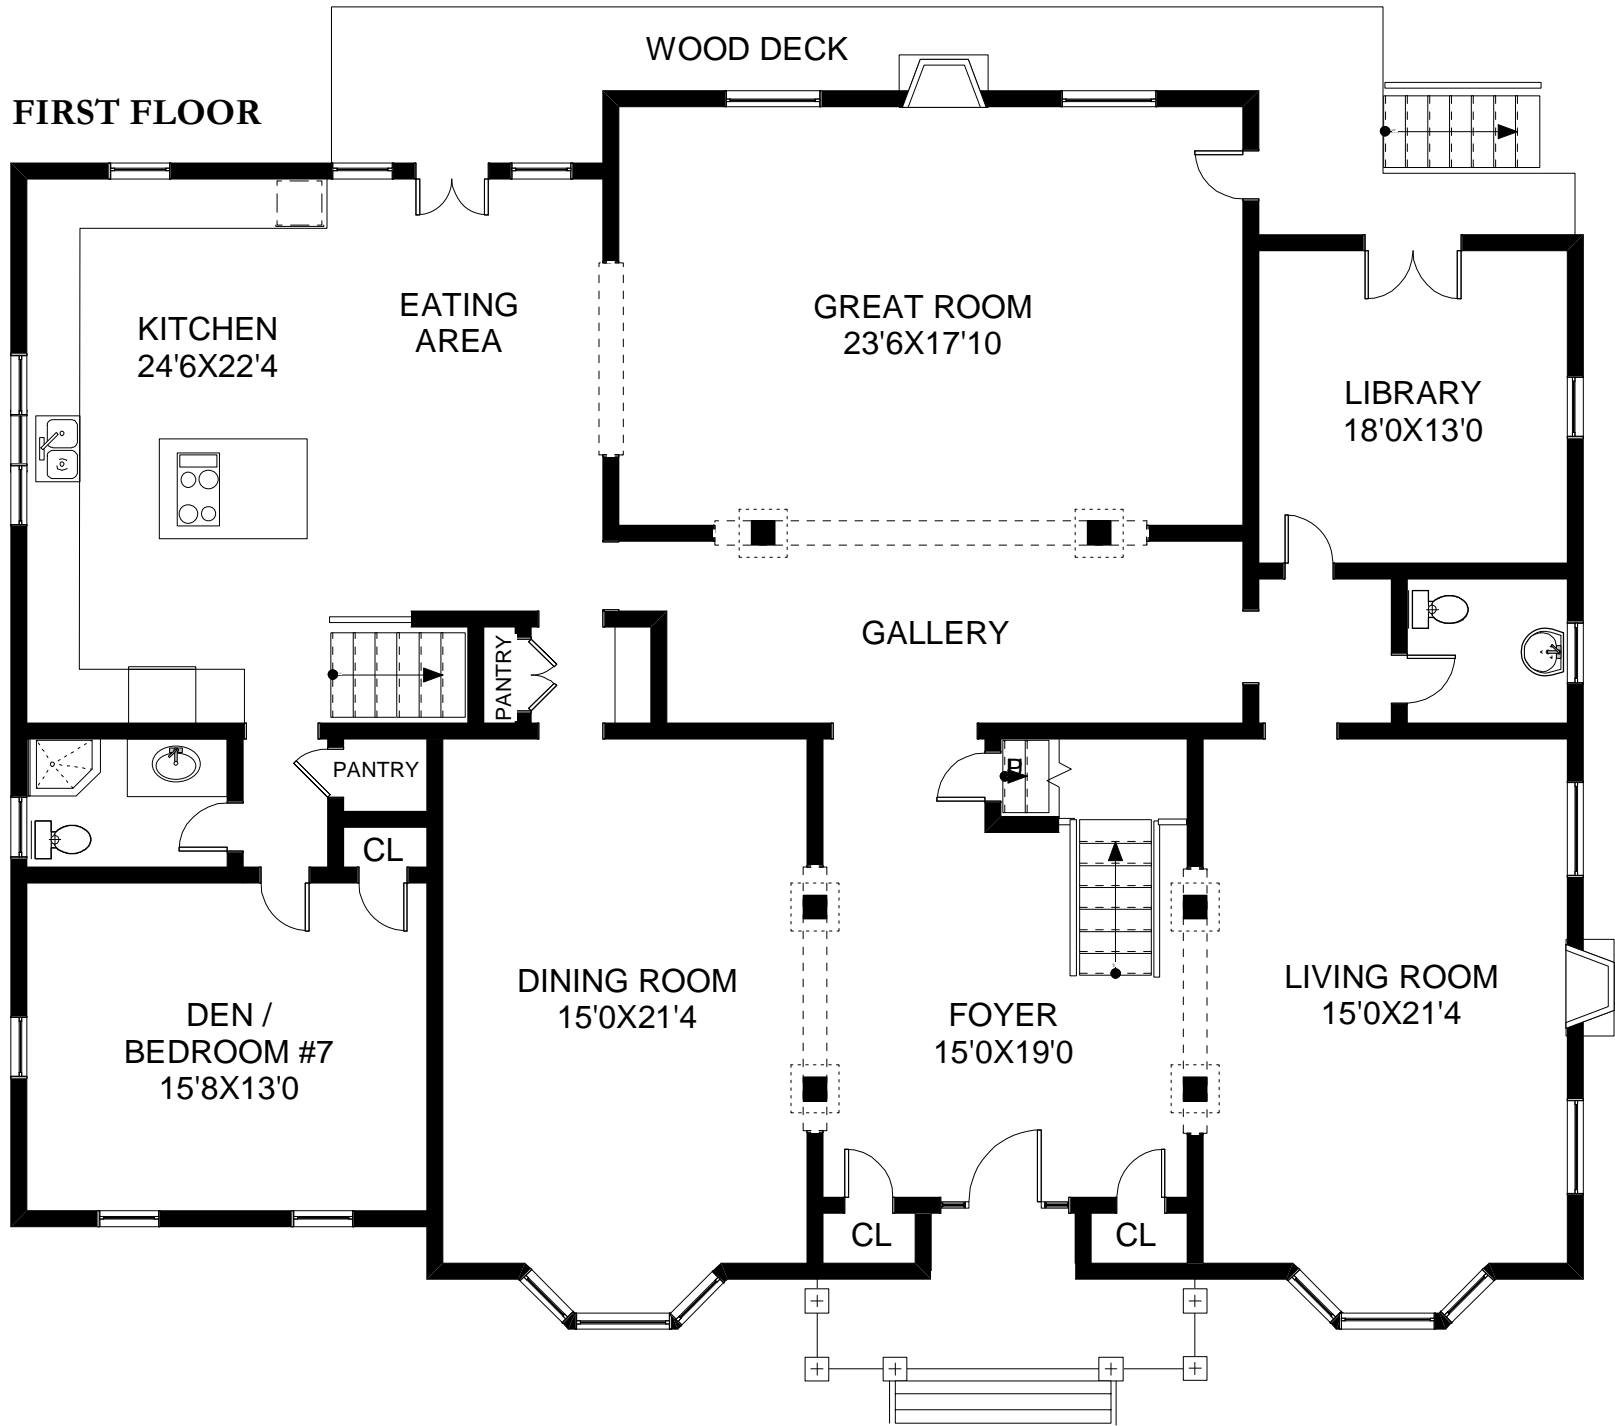 WOOD DECK
FIRST FLOOR
KITCHEN
24'6X22'4
EATING
AREA
GREAT ROOM
23'6X17'10
LIBRARY
18'0X13'0
GALLERY
PANTRY
PANTRY
CL
DEN /
BEDROOM #7
15'8X13'0
DINING ROOM
15'0X21'4
FOYER
15'0X19'0
LIVING ROOM
15'0X21'4
CL
CL